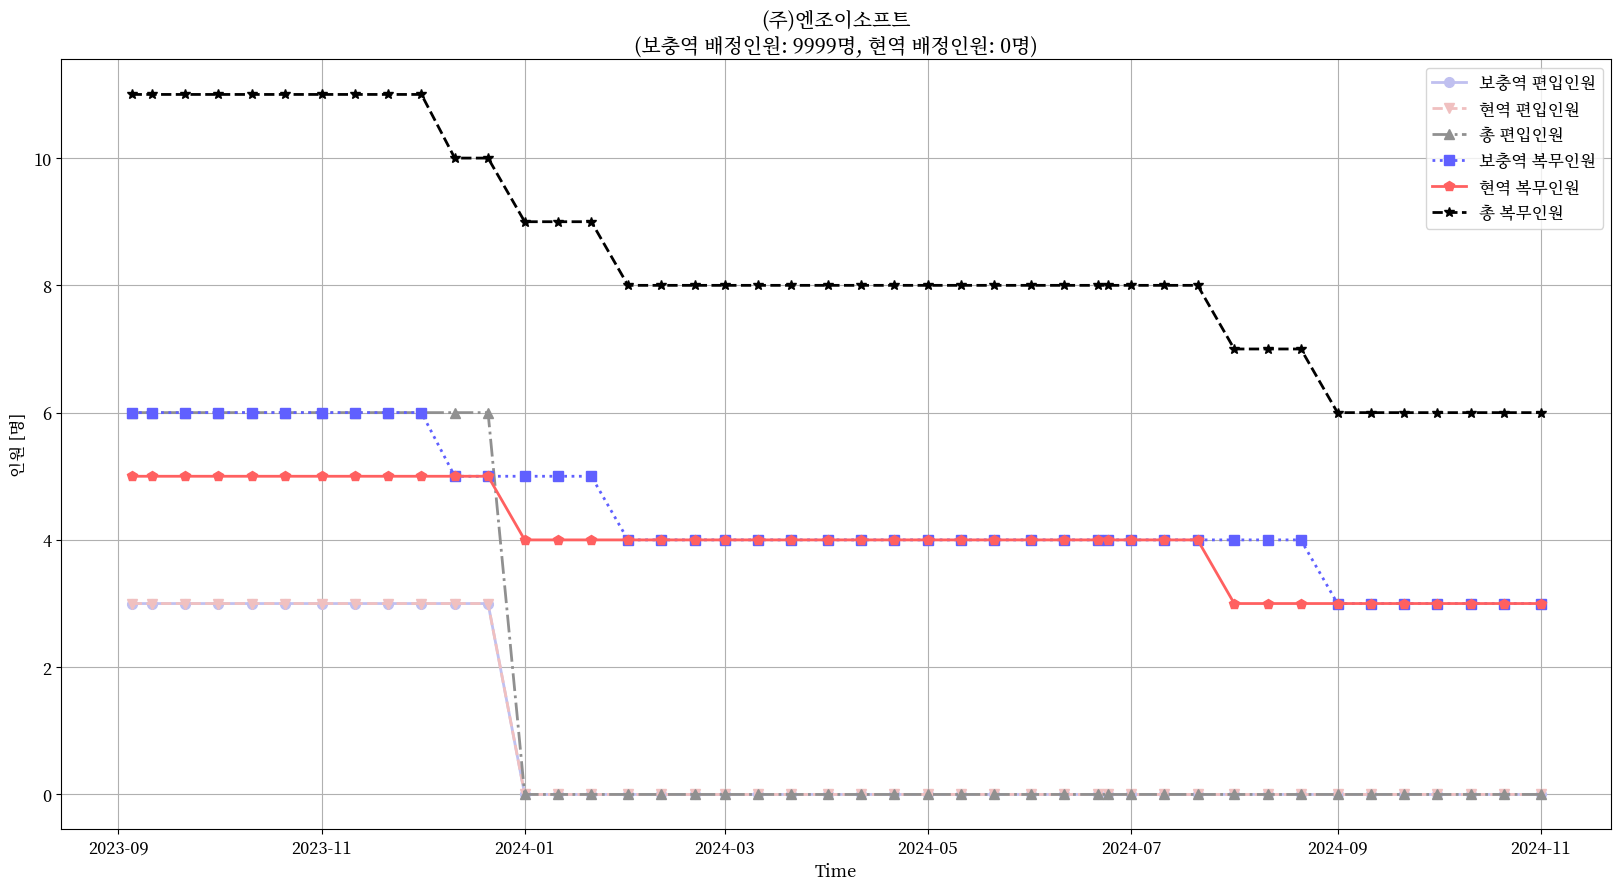 (주)엔조이소프트
(보충역 배정인원: 9999명, 현역 배정인원: 0명)
보충역 편입인원
현역 편입인원
총 편입인원
보충역 복무인원
현역 복무인원
총 복무인원
인원 [명]
10
8
6
4
2
0
2023-09
2023-11
2024-01
2024-03
2024-05
2024-07
2024-09
2024-11
Time